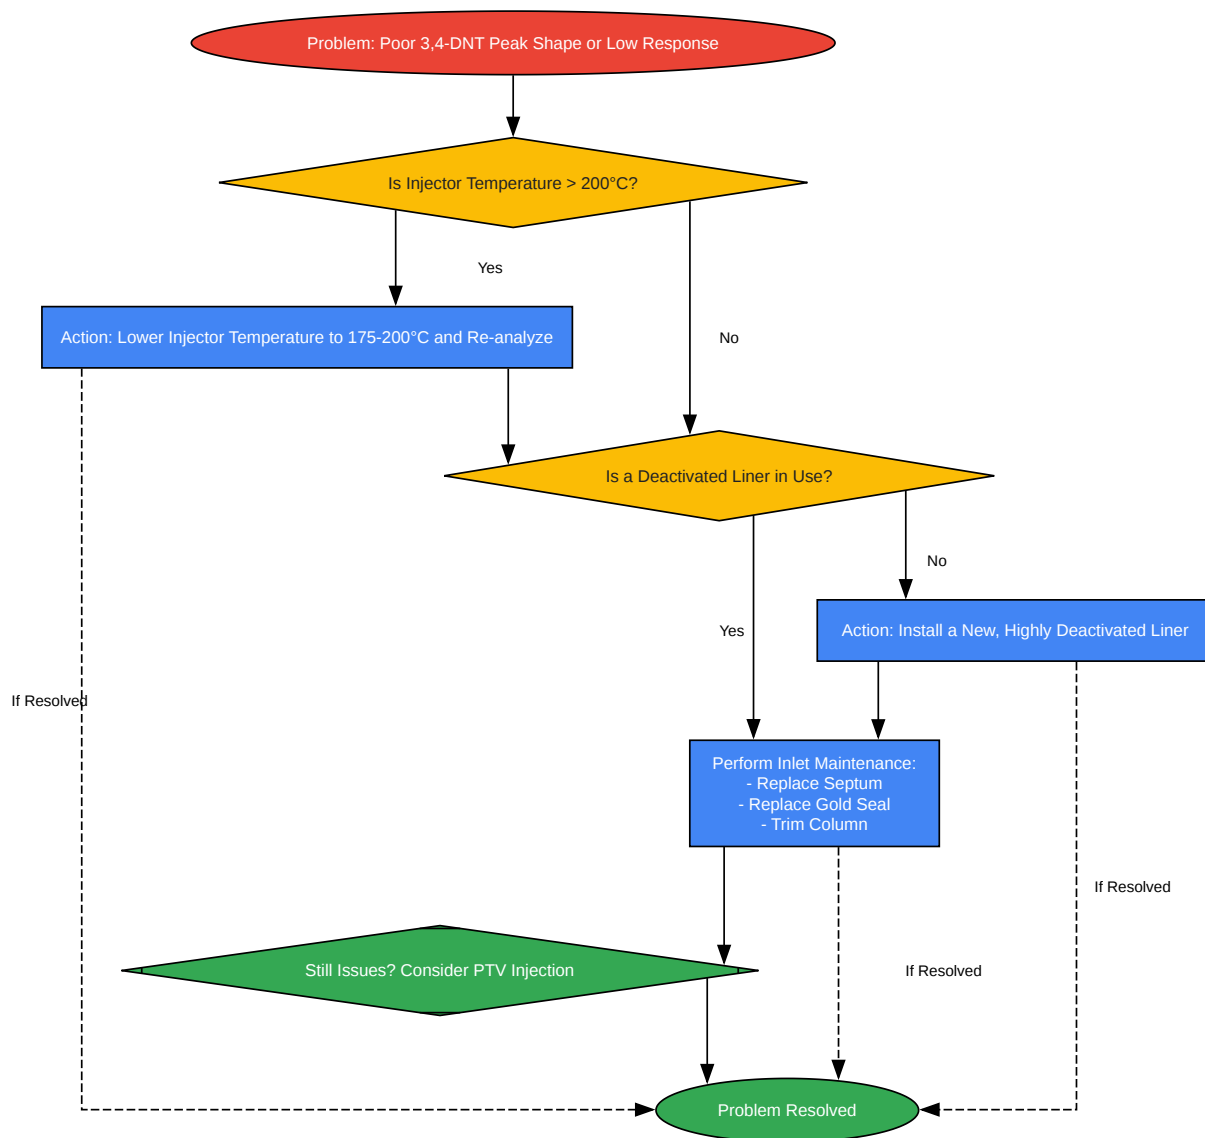 Problem: Poor 3,4-DNT Peak Shape or Low Response
Is Injector Temperature > 200°C?
Yes
Action: Lower Injector Temperature to 175-200°C and Re-analyze
No
Is a Deactivated Liner in Use?
No
Yes
Action: Install a New, Highly Deactivated Liner
If Resolved
Perform Inlet Maintenance:
- Replace Septum
- Replace Gold Seal
- Trim Column
If Resolved
Still Issues? Consider PTV Injection
If Resolved
Problem Resolved